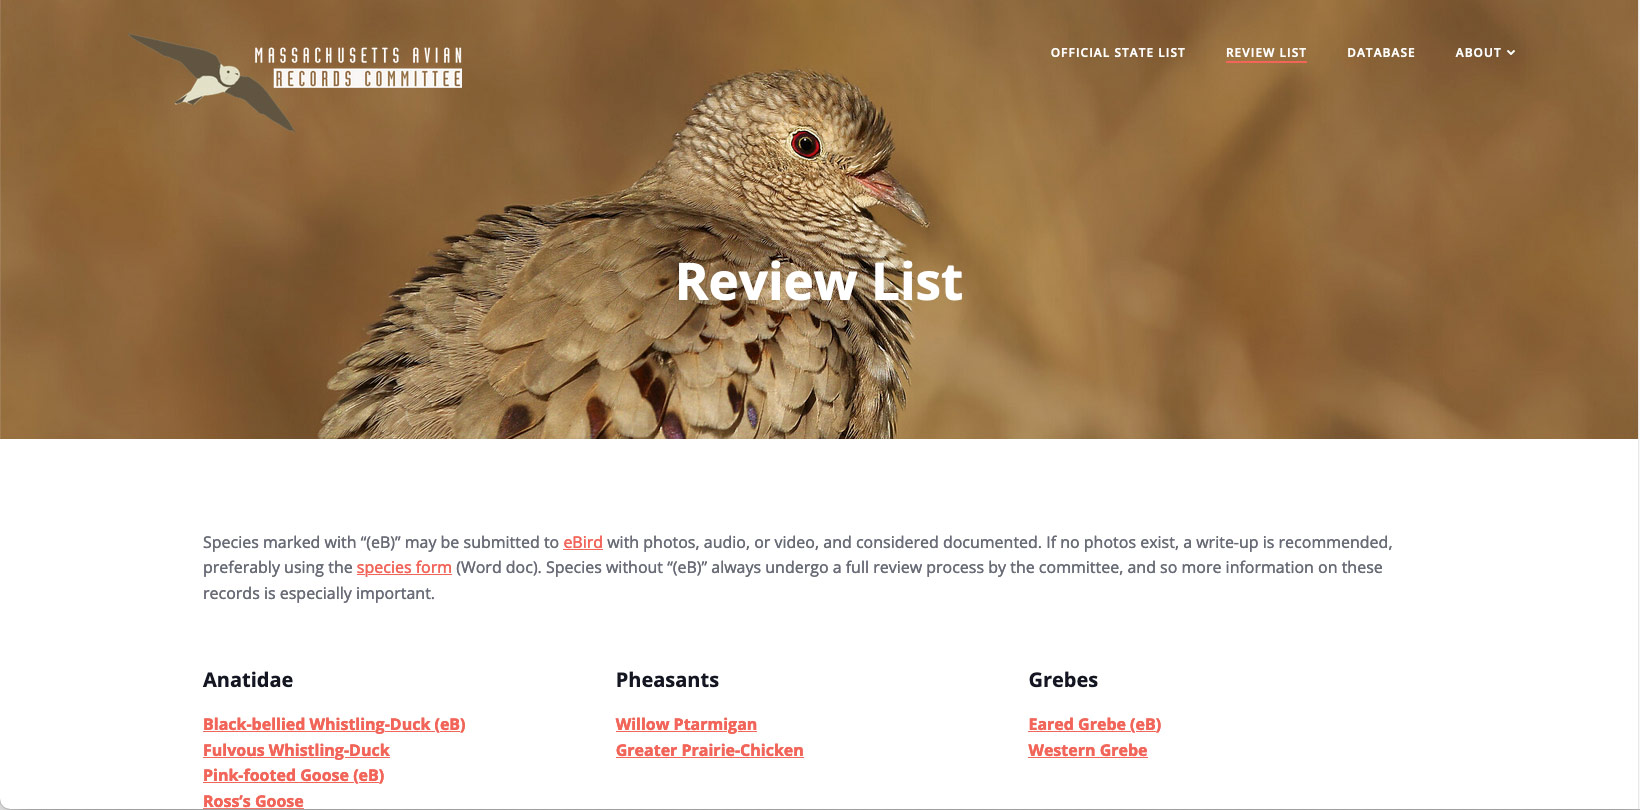 MASSACHUSETTS AVIAN
RECORDS COMMITTEE
OFFICIAL STATE LIST
REVIEW LIST
DATABASE
ABOUT
Review List
Species marked with “(eB)” may be submitted to eBird with photos, audio, or video, and considered documented. If no photos exist, a write-up is recommended,
preferably using the species form (Word doc). Species without “(eB)” always undergo a full review process by the committee, and so more information on these
records is especially important.
Anatidae
Black-bellied Whistling-Duck (eB)
Fulvous Whistling-Duck
Pink-footed Goose (eB)
Ross’s Goose
Pheasants
Willow Ptarmigan
Greater Prairie-Chicken
Grebes
Eared Grebe (eB)
Western Grebe